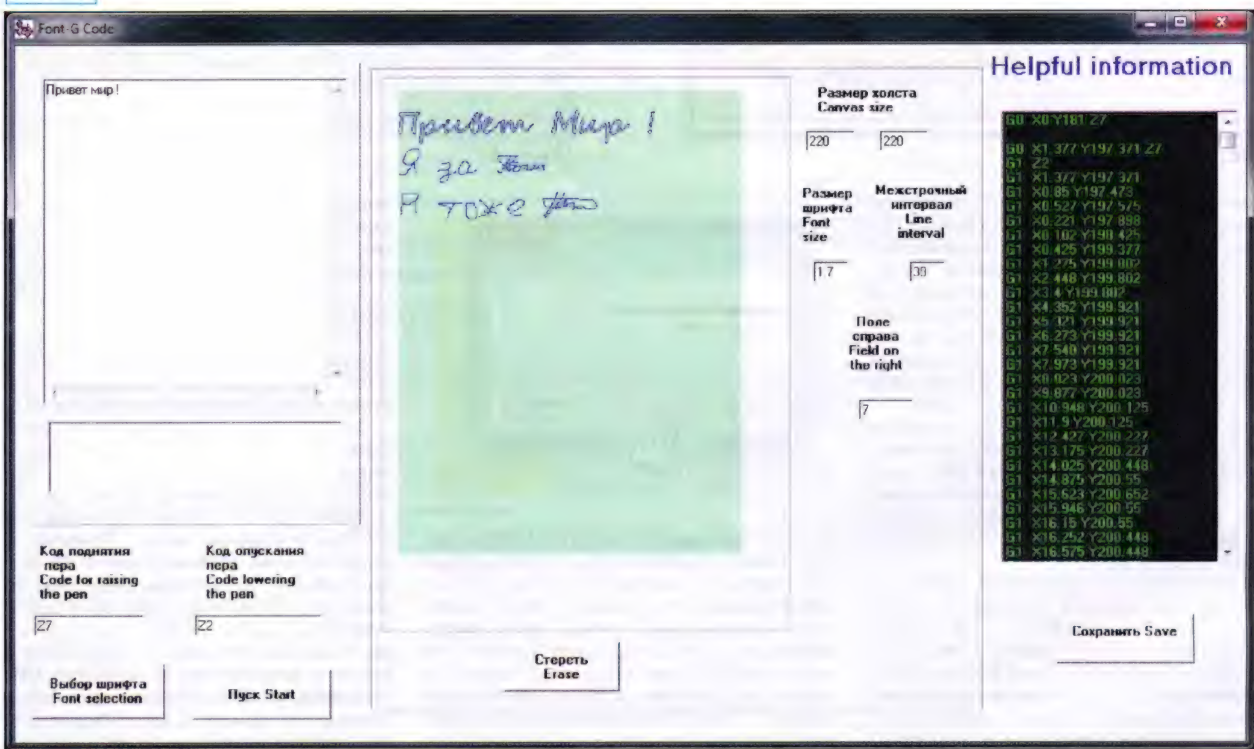 Font-G Code
Helpful information
Привет мир!
Привет Мир !
Я за
Я тоже
Размер холста
Canvas size
220 220
Размер шрифта
Font size
1.7
Межстрочный интервал
Line interval
30
Поле справа
Field on the right
7
Код поднятия пера
Code for raising the pen
Z7
Код опускания пера
Code lowering the pen
Z2
Выбор шрифта
Font selection
Пуск Start
Стереть
Erase
G0 X0 Y181 Z7
G0 X1.377 Y197.371 Z7
G1 Z2
G1 X1.377 Y197.371
G1 X0.85 Y197.473
G1 X0.527 Y197.575
G1 X0.221 Y197.898
G1 X0.102 Y198.425
G1 X0.425 Y199.377
G1 X1.275 Y199.802
G1 X2.448 Y199.802
G1 X3.4 Y199.802
G1 X4.352 Y199.921
G1 X5.321 Y199.921
G1 X6.273 Y199.921
G1 X7.548 Y199.921
G1 X7.973 Y199.921
G1 X8.823 Y200.023
G1 X9.877 Y200.023
G1 X10.948 Y200.125
G1 X11.9 Y200.125
G1 X12.427 Y200.227
G1 X13.175 Y200.227
G1 X14.025 Y200.448
G1 X14.875 Y200.55
G1 X15.623 Y200.652
G1 X15.946 Y200.55
G1 X16.15 Y200.55
G1 X16.252 Y200.448
G1 X16.575 Y200.448
Сохранить Save